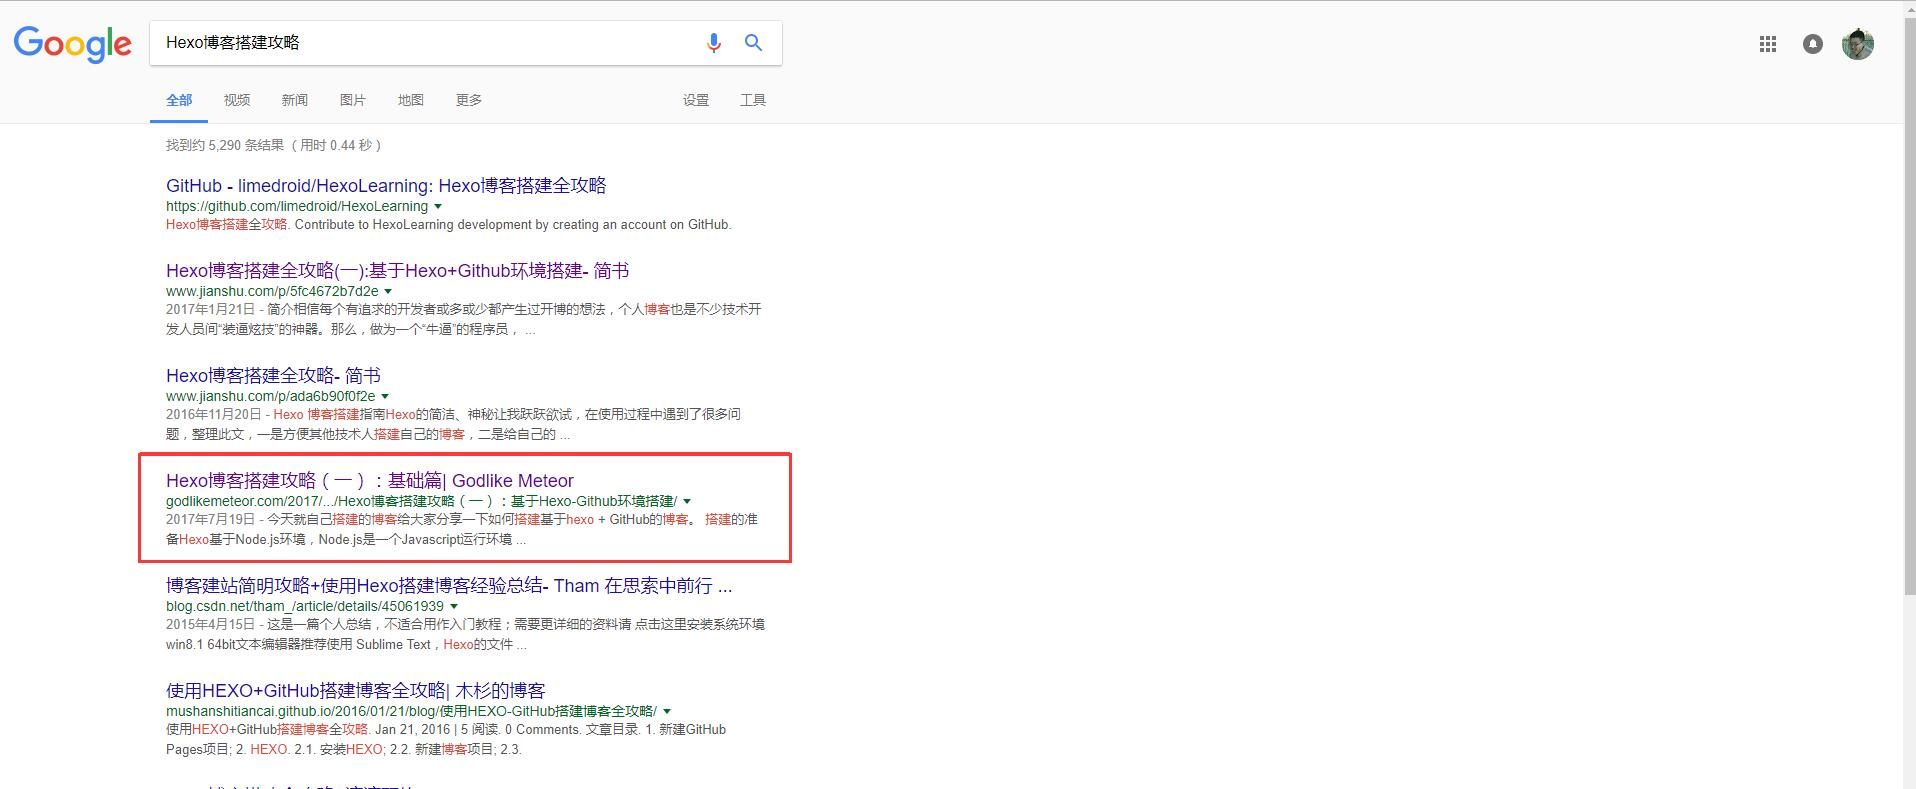 Google
Hexo博客搭建攻略
全部 视频 新闻 图片 地图 更多 设置 工具
找到约 5,290 条结果 （用时 0.44 秒）
GitHub - limedroid/HexoLearning: Hexo博客搭建全攻略
https://github.com/limedroid/HexoLearning
Hexo博客搭建全攻略. Contribute to HexoLearning development by creating an account on GitHub.
Hexo博客搭建全攻略(一):基于Hexo+Github环境搭建- 简书
www.jianshu.com/p/5fc4672b7d2e
2017年1月21日 - 简介相信每个有追求的开发者或多或少都产生过开博的想法，个人博客也是不少技术开
发人员间“装逼炫技”的神器。那么，做为一个“牛逼”的程序员， ...
Hexo博客搭建全攻略- 简书
www.jianshu.com/p/ada6b90f0f2e
2016年11月20日 - Hexo 博客搭建指南Hexo的简洁、神秘让我跃跃欲试，在使用过程中遇到了很多问
题，整理此文，一是方便其他技术人搭建自己的博客，二是给自己的 ...
Hexo博客搭建攻略（一）：基础篇| Godlike Meteor
godlikemeteor.com/2017/.../Hexo博客搭建攻略（一）：基于Hexo-Github环境搭建/
2017年7月19日 - 今天就自己搭建的博客给大家分享一下如何搭建基于hexo + GitHub的博客。 搭建的准
备Hexo基于Node.js环境，Node.js是一个Javascript运行环境 ...
博客建站简明攻略+使用Hexo搭建博客经验总结- Tham 在思索中前行 ...
blog.csdn.net/tham_/article/details/45061939
2015年4月15日 - 这是一篇个人总结，不适合用作入门教程；需要更详细的资料请 点击这里安装系统环境
win8.1 64bit文本编辑器推荐使用 Sublime Text，Hexo的文件 ...
使用HEXO+GitHub搭建博客全攻略| 木杉的博客
mushanshitiancai.github.io/2016/01/21/blog/使用HEXO-GitHub搭建博客全攻略/
使用HEXO+GitHub搭建博客全攻略. Jan 21, 2016 | 5 阅读. 0 Comments. 文章目录. 1. 新建GitHub
Pages项目; 2. HEXO. 2.1. 安装HEXO; 2.2. 新建博客项目; 2.3.